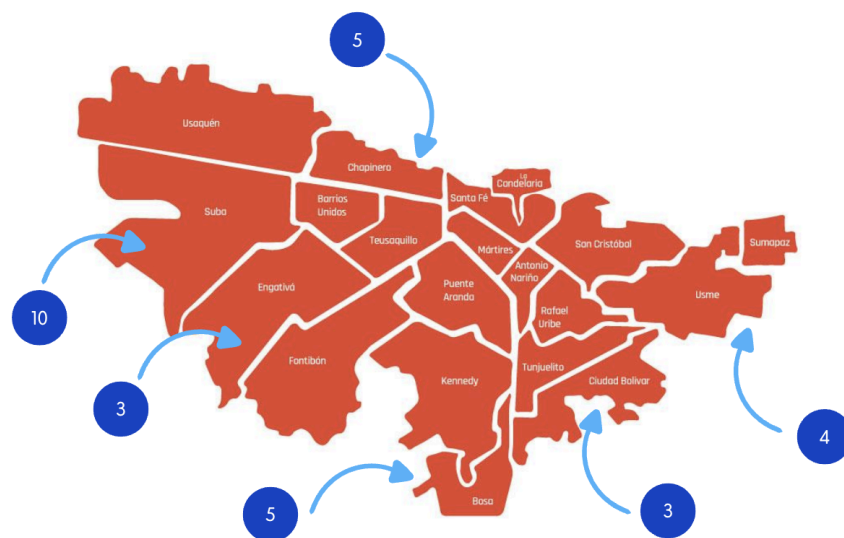 5
Usaquén
Chapinero
La
Candelaria
Santa Fé
Barrios
Unidos
Suba
Teusaquillo
Mártires
San Cristóbal
Sumapaz
Antonio
Nariño
Engativá
Puente
Aranda
Usme
Rafael
Uribe
10
Fontibón
Tunjuelito
Kennedy
Ciudad Bolivar
3
4
Bosa
5
3